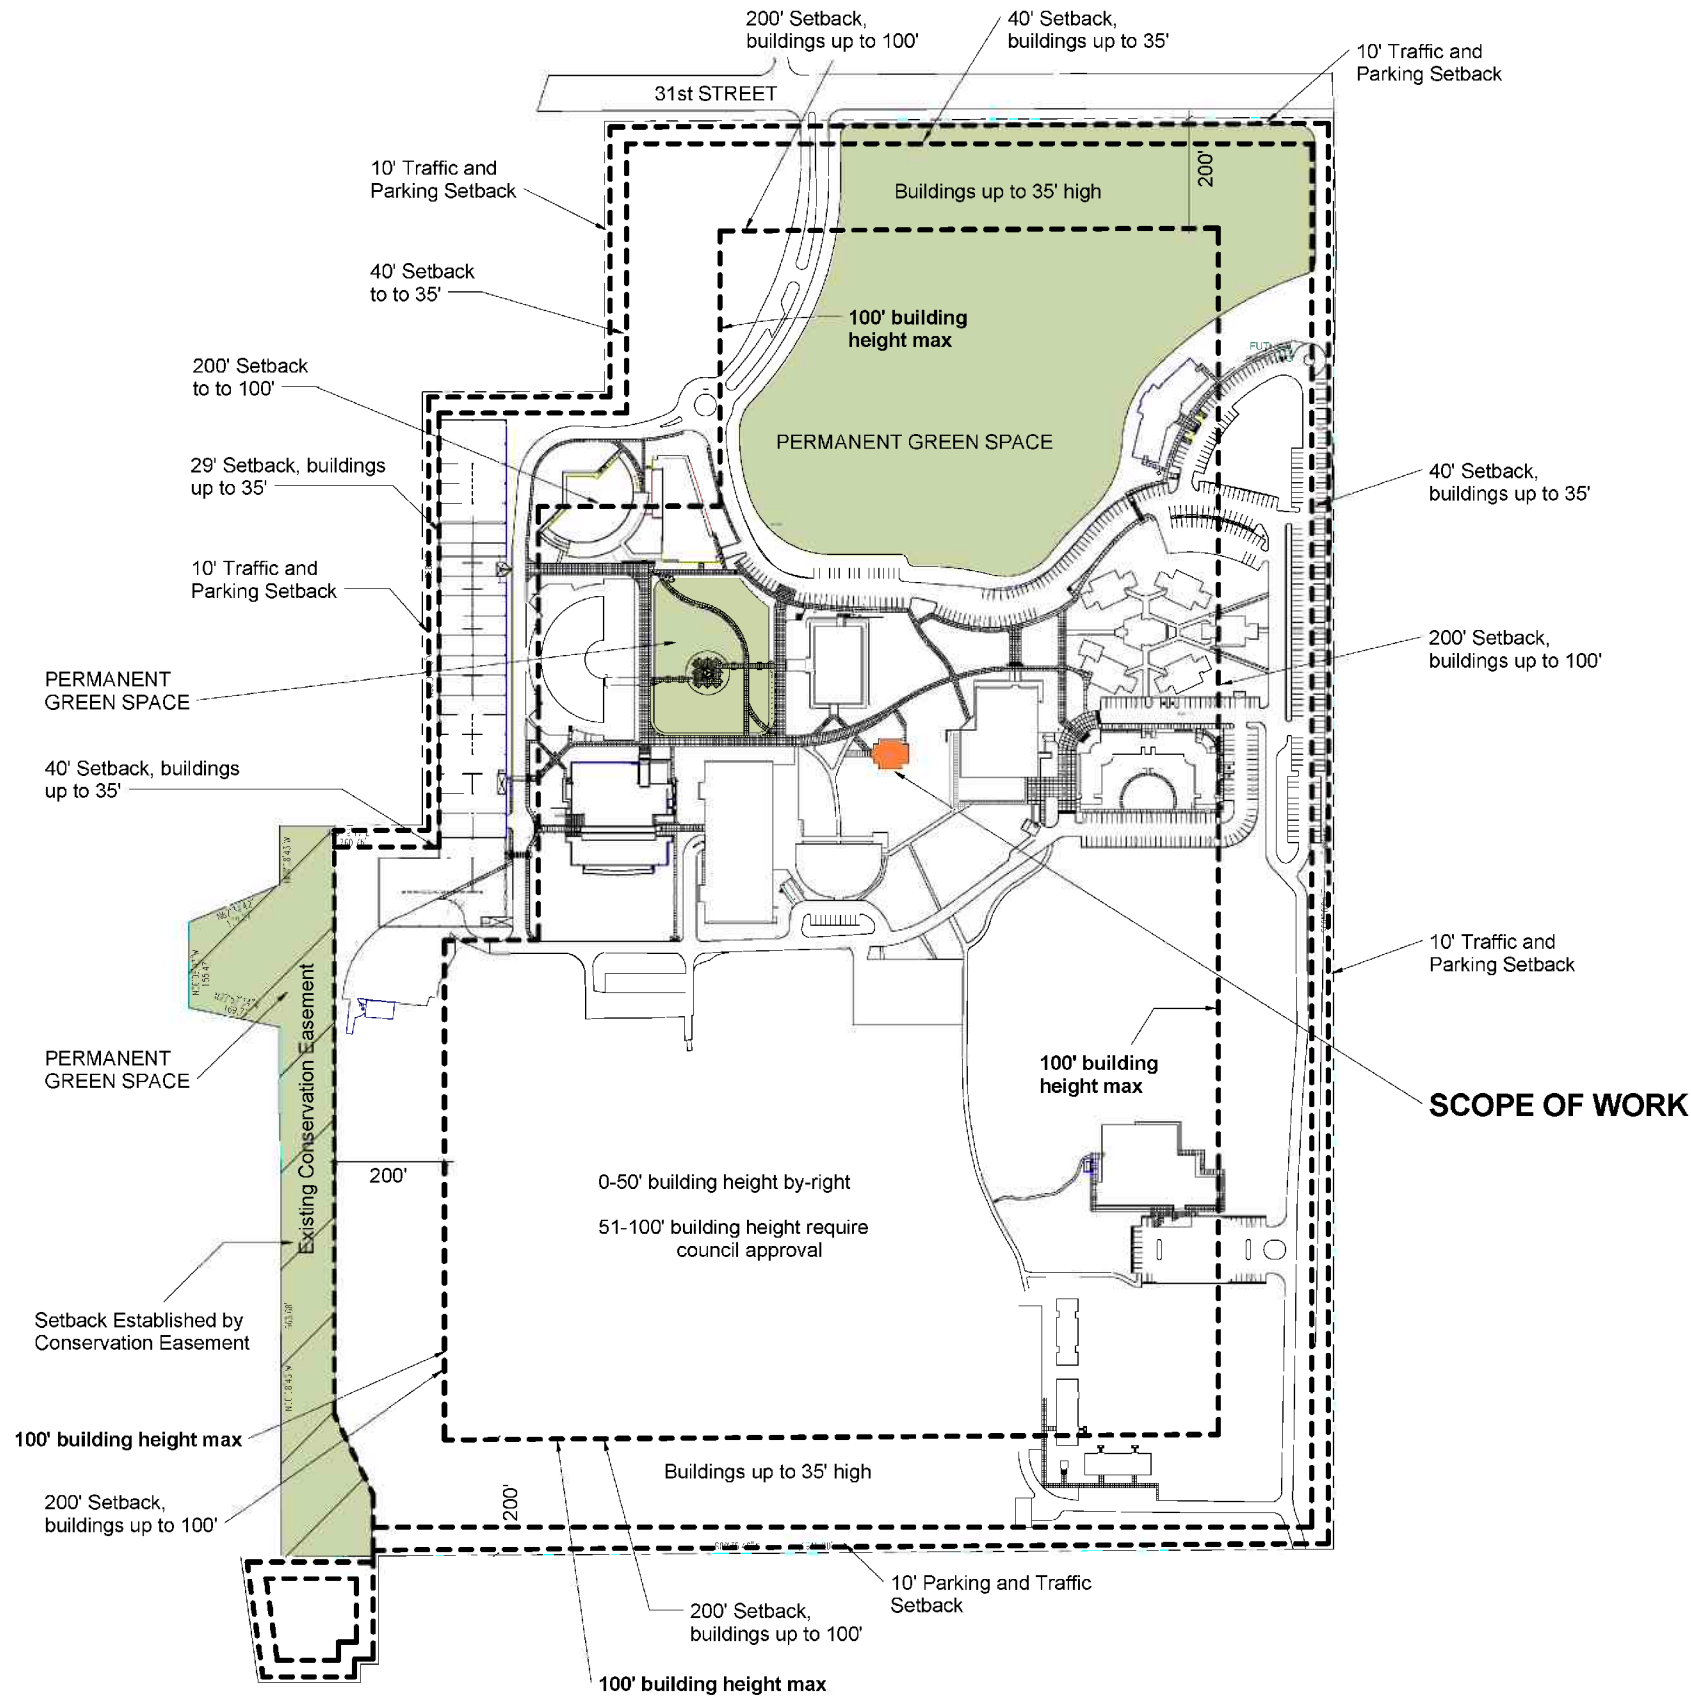 200' Setback,
buildings up to 100'
40' Setback,
buildings up to 35'
10' Traffic and
Parking Setback
31st STREET
10' Traffic and
Parking Setback
200'
Buildings up to 35' high
40' Setback
to to 35'
100' building
height max
200' Setback
to to 100'
PERMANENT GREEN SPACE
29' Setback, buildings
up to 35'
40' Setback,
buildings up to 35'
10' Traffic and
Parking Setback
200' Setback,
buildings up to 100'
PERMANENT
GREEN SPACE
40' Setback, buildings
up to 35'
10' Traffic and
Parking Setback
PERMANENT
GREEN SPACE
Existing Conservation Easement
100' building
height max
SCOPE OF WORK
200'
0-50' building height by-right
51-100' building height require
council approval
Setback Established by
Conservation Easement
100' building height max
Buildings up to 35' high
200' Setback,
buildings up to 100'
200'
10' Parking and Traffic
Setback
200' Setback,
buildings up to 100'
100' building height max